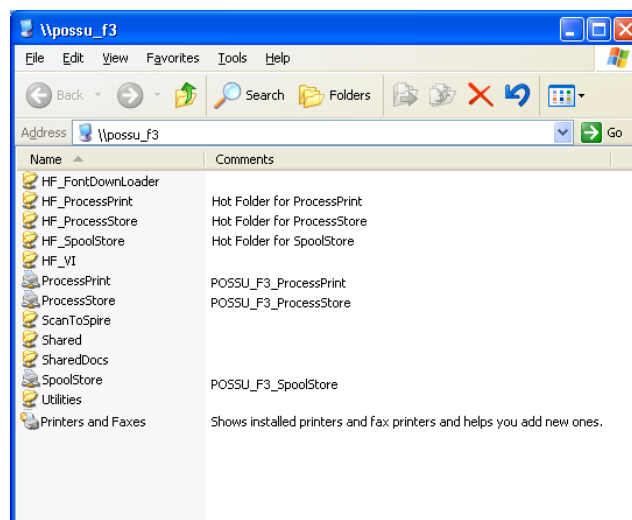 \\possu_f3
File Edit View Favorites Tools Help
Back Search Folders
Address \\possu_f3 Go
Name Comments
HF_FontDownLoader
HF_ProcessPrint Hot Folder for ProcessPrint
HF_ProcessStore Hot Folder for ProcessStore
HF_SpoolStore Hot Folder for SpoolStore
HF_VI
ProcessPrint POSSU_F3_ProcessPrint
ProcessStore POSSU_F3_ProcessStore
ScanToSpire
Shared
SharedDocs
SpoolStore POSSU_F3_SpoolStore
Utilities
Printers and Faxes Shows installed printers and fax printers and helps you add new ones.